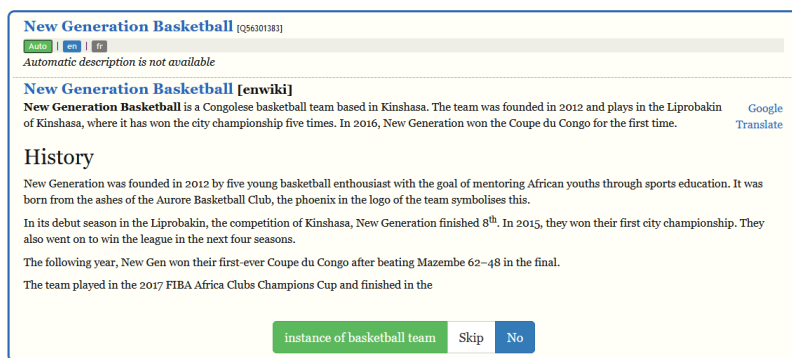 New Generation Basketball [Q56301383]
Auto | en | fr
Automatic description is not available
New Generation Basketball [enwiki]
New Generation Basketball is a Congolese basketball team based in Kinshasa. The team was founded in 2012 and plays in the Liprobakin
of Kinshasa, where it has won the city championship five times. In 2016, New Generation won the Coupe du Congo for the first time.
Google
Translate
History
New Generation was founded in 2012 by five young basketball enthusiast with the goal of mentoring African youths through sports education. It was
born from the ashes of the Aurore Basketball Club, the phoenix in the logo of the team symbolises this.
In its debut season in the Liprobakin, the competition of Kinshasa, New Generation finished 8th. In 2015, they won their first city championship. They
also went on to win the league in the next four seasons.
The following year, New Gen won their first-ever Coupe du Congo after beating Mazembe 62–48 in the final.
The team played in the 2017 FIBA Africa Clubs Champions Cup and finished in the
instance of basketball team Skip No